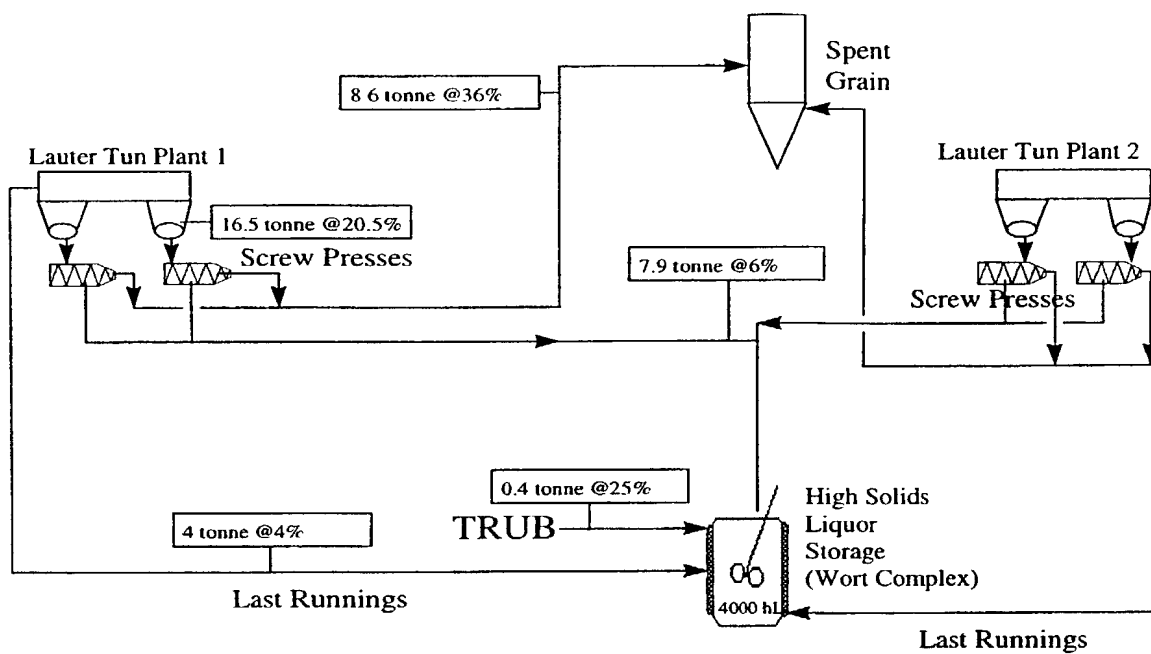 Spent
Grain
8 6 tonne @36%
Lauter Tun Plant 1
Lauter Tun Plant 2
16.5 tonne @20.5%
Screw Presses
7.9 tonne @6%
Screw Presses
0.4 tonne @25%
TRUB
High Solids
Liquor
Storage
(Wort Complex)
4 tonne @4%
4000 hL
Last Runnings
Last Runnings